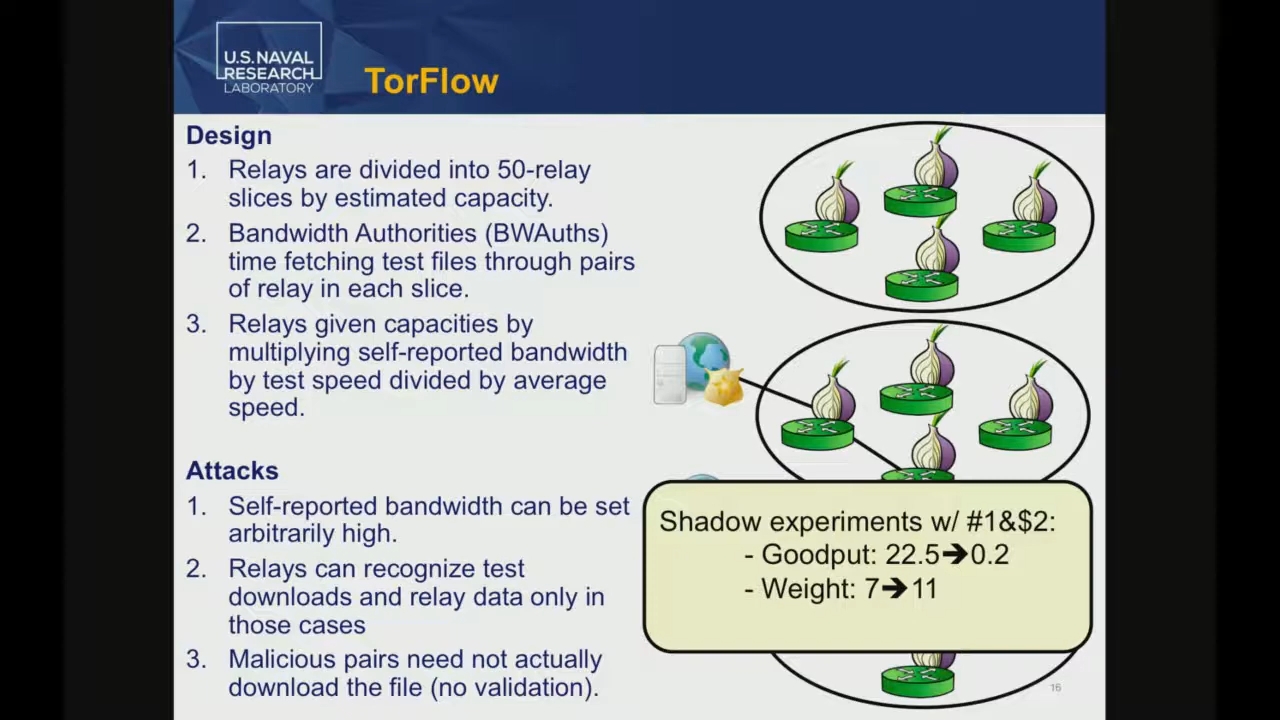 U.S. NAVAL
RESEARCH
LABORATORY
TorFlow
Design
1. Relays are divided into 50-relay
slices by estimated capacity.
2. Bandwidth Authorities (BWAuths)
time fetching test files through pairs
of relay in each slice.
3. Relays given capacities by
multiplying self-reported bandwidth
by test speed divided by average
speed.
Attacks
1. Self-reported bandwidth can be set
arbitrarily high.
2. Relays can recognize test
downloads and relay data only in
those cases
3. Malicious pairs need not actually
download the file (no validation).
Shadow experiments w/ #1&$2:
- Goodput: 22.5➔0.2
- Weight: 7➔11
16